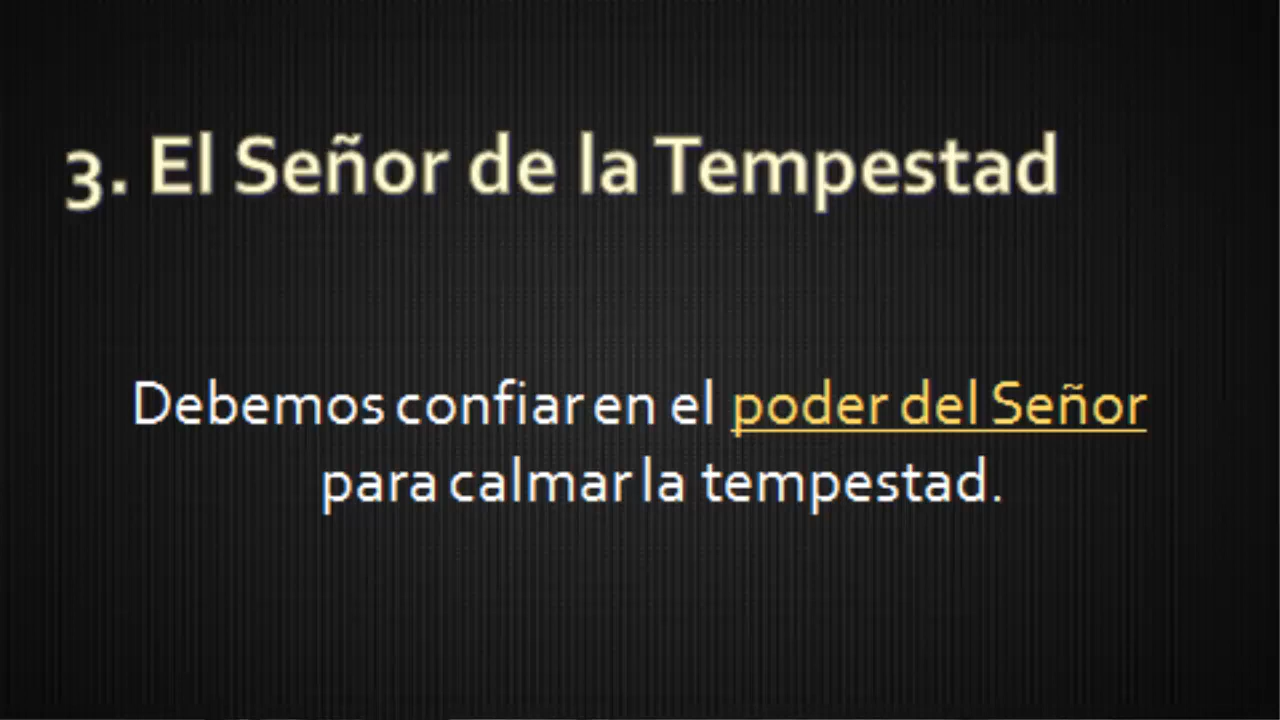 3. El Señor de la Tempestad
Debemos confiar en el poder del Señor
para calmar la tempestad.